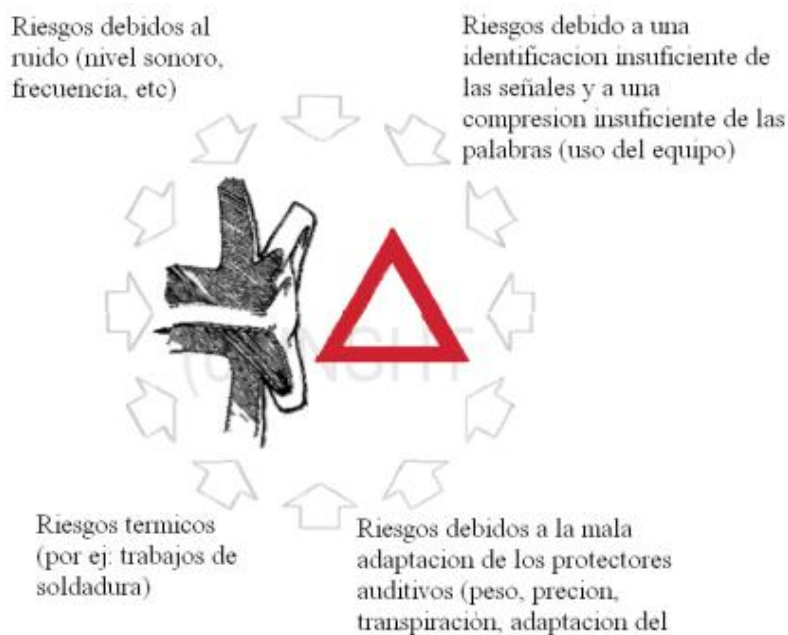 Riesgos debidos al
ruido (nivel sonoro,
frecuencia, etc)
Riesgos debido a una
identificacion insuficiente de
las señales y a una
compresion insuficiente de las
palabras (uso del equipo)
Riesgos termicos
(por ej: trabajos de
soldadura)
Riesgos debidos a la mala
adaptacion de los protectores
auditivos (peso, precion,
transpiración, adaptacion del